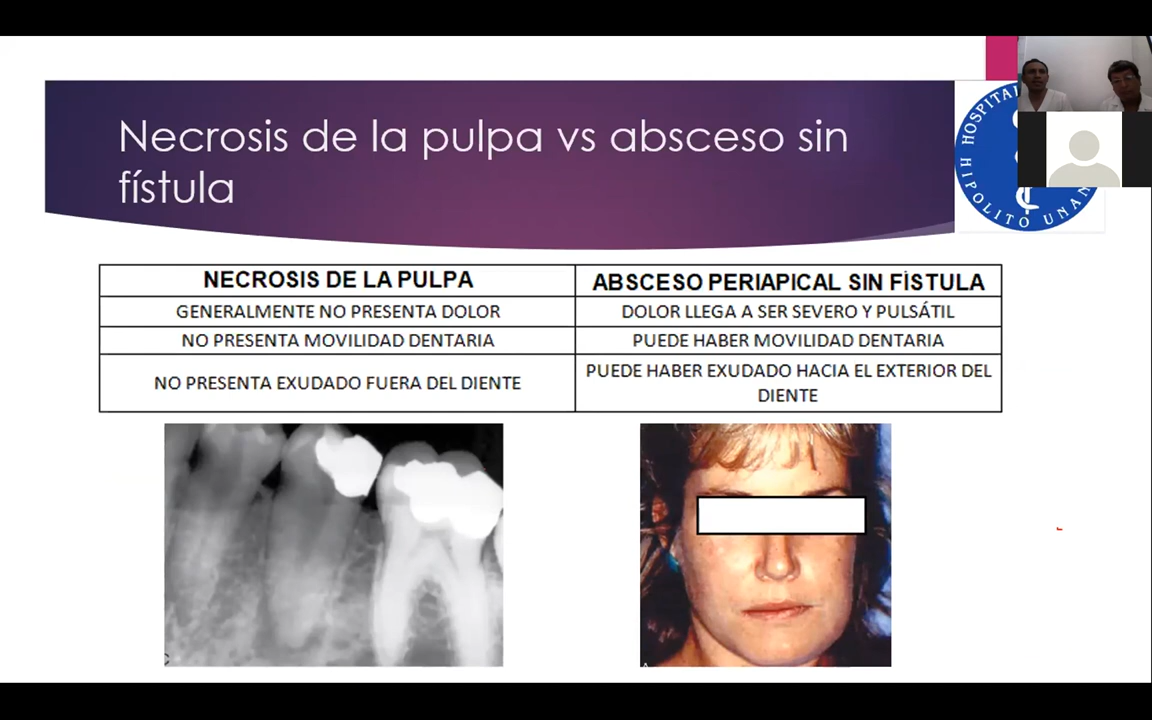 Necrosis de la pulpa vs absceso sin
fístula
HOSPITAL
HIPOLITO UNAN
NECROSIS DE LA PULPA
ABSCESO PERIAPICAL SIN FÍSTULA
GENERALMENTE NO PRESENTA DOLOR
DOLOR LLEGA A SER SEVERO Y PULSÁTIL
NO PRESENTA MOVILIDAD DENTARIA
PUEDE HABER MOVILIDAD DENTARIA
NO PRESENTA EXUDADO FUERA DEL DIENTE
PUEDE HABER EXUDADO HACIA EL EXTERIOR DEL
DIENTE
C
A